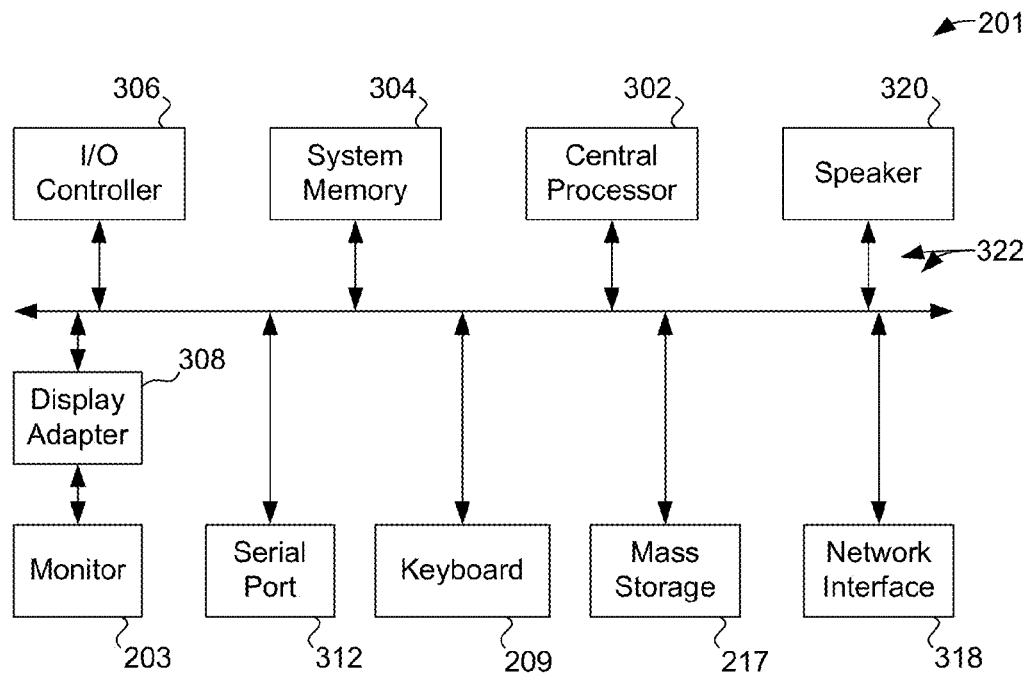 201
306
304
302
320
I/O
Controller
System
Memory
Central
Processor
Speaker
322
308
Display
Adapter
Monitor
Serial
Port
Keyboard
Mass
Storage
Network
Interface
203
312
209
217
318